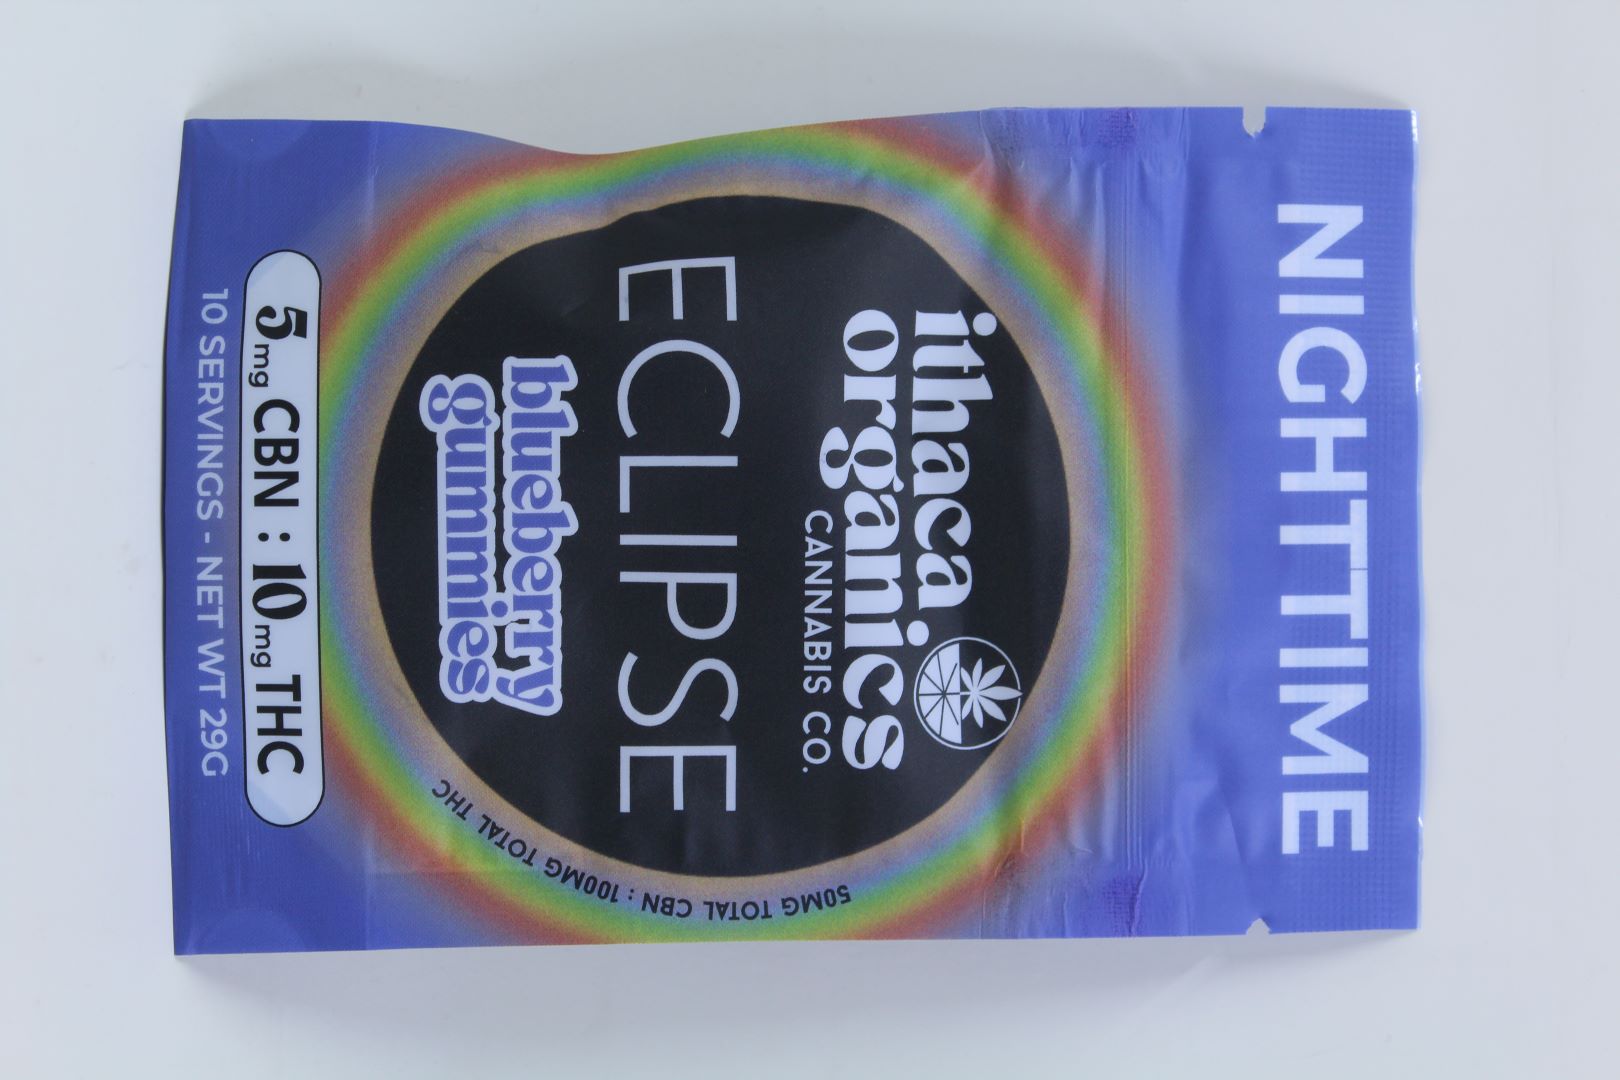 NIGHTTIME
ithaca
organics
CANNABIS CO.
ECLIPSE
blueberry
gummies
50MG TOTAL CBN : 100MG TOTAL THC
5mg CBN : 10mg THC
10 SERVINGS - NET WT 29G